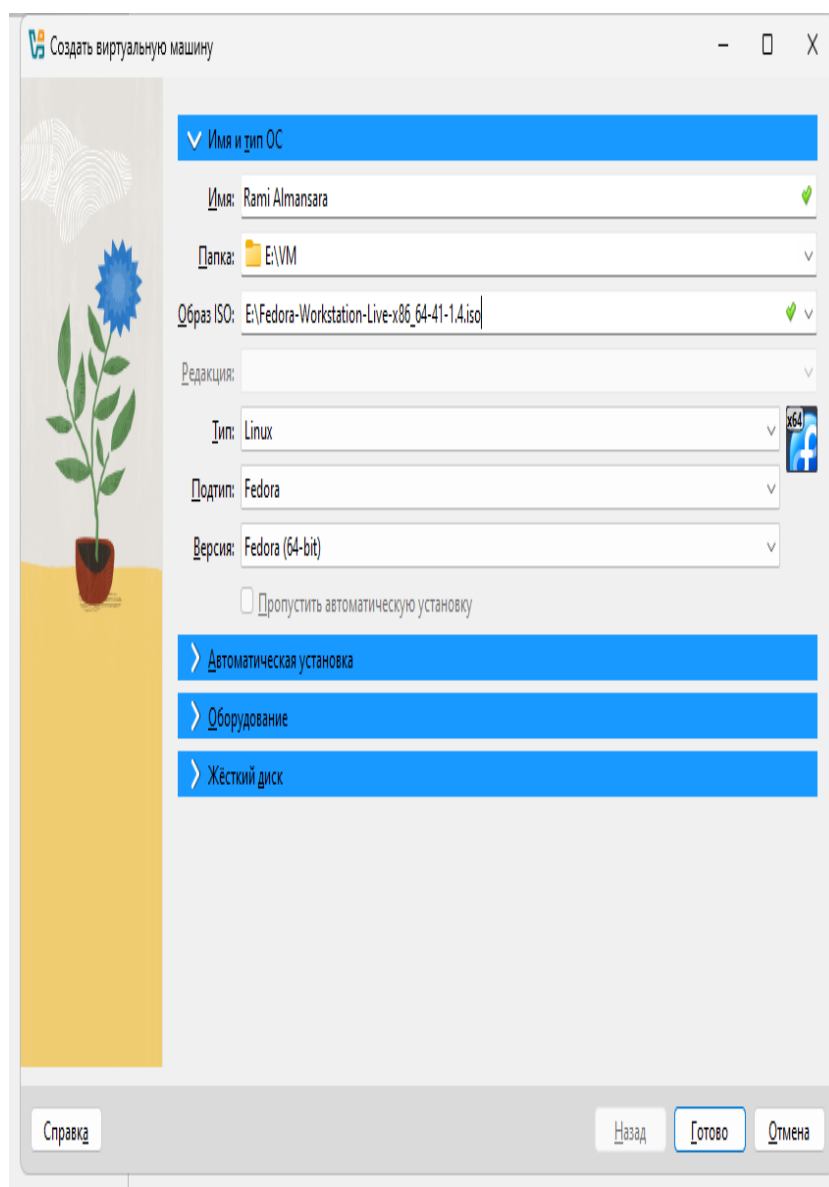 Создать виртуальную машину
Имя и тип ОС
Имя: Rami Almansara
Папка: E:\VM
Образ ISO: E:\Fedora-Workstation-Live-x86_64-41-1.4.iso
Редакция:
Тип: Linux
x64
Подтип: Fedora
Версия: Fedora (64-bit)
Пропустить автоматическую установку
Автоматическая установка
Оборудование
Жёсткий диск
Справка Назад Готово Отмена